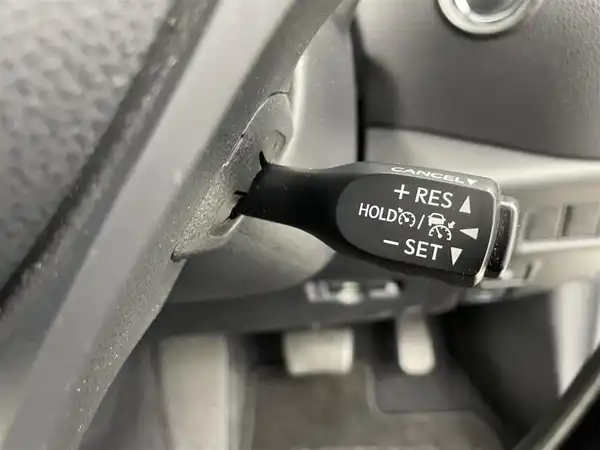 CANCEL▼
+ RES ▲
HOLD / ◀
− SET ▼